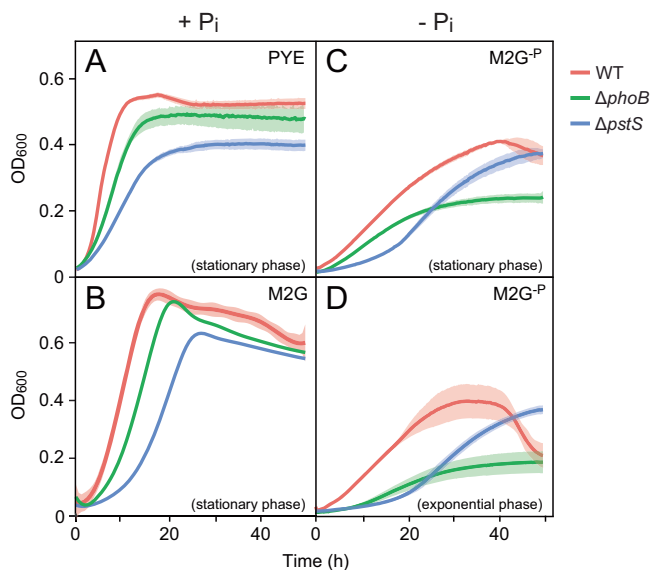 + Pi
- Pi
A
PYE
0.6
0.4
0.2
0
OD600
(stationary phase)
C
M2G-P
(stationary phase)
WT
ΔphoB
ΔpstS
B
M2G
0.6
0.4
0.2
0
OD600
(stationary phase)
0
20
40
D
M2G-P
(exponential phase)
0
20
40
Time (h)